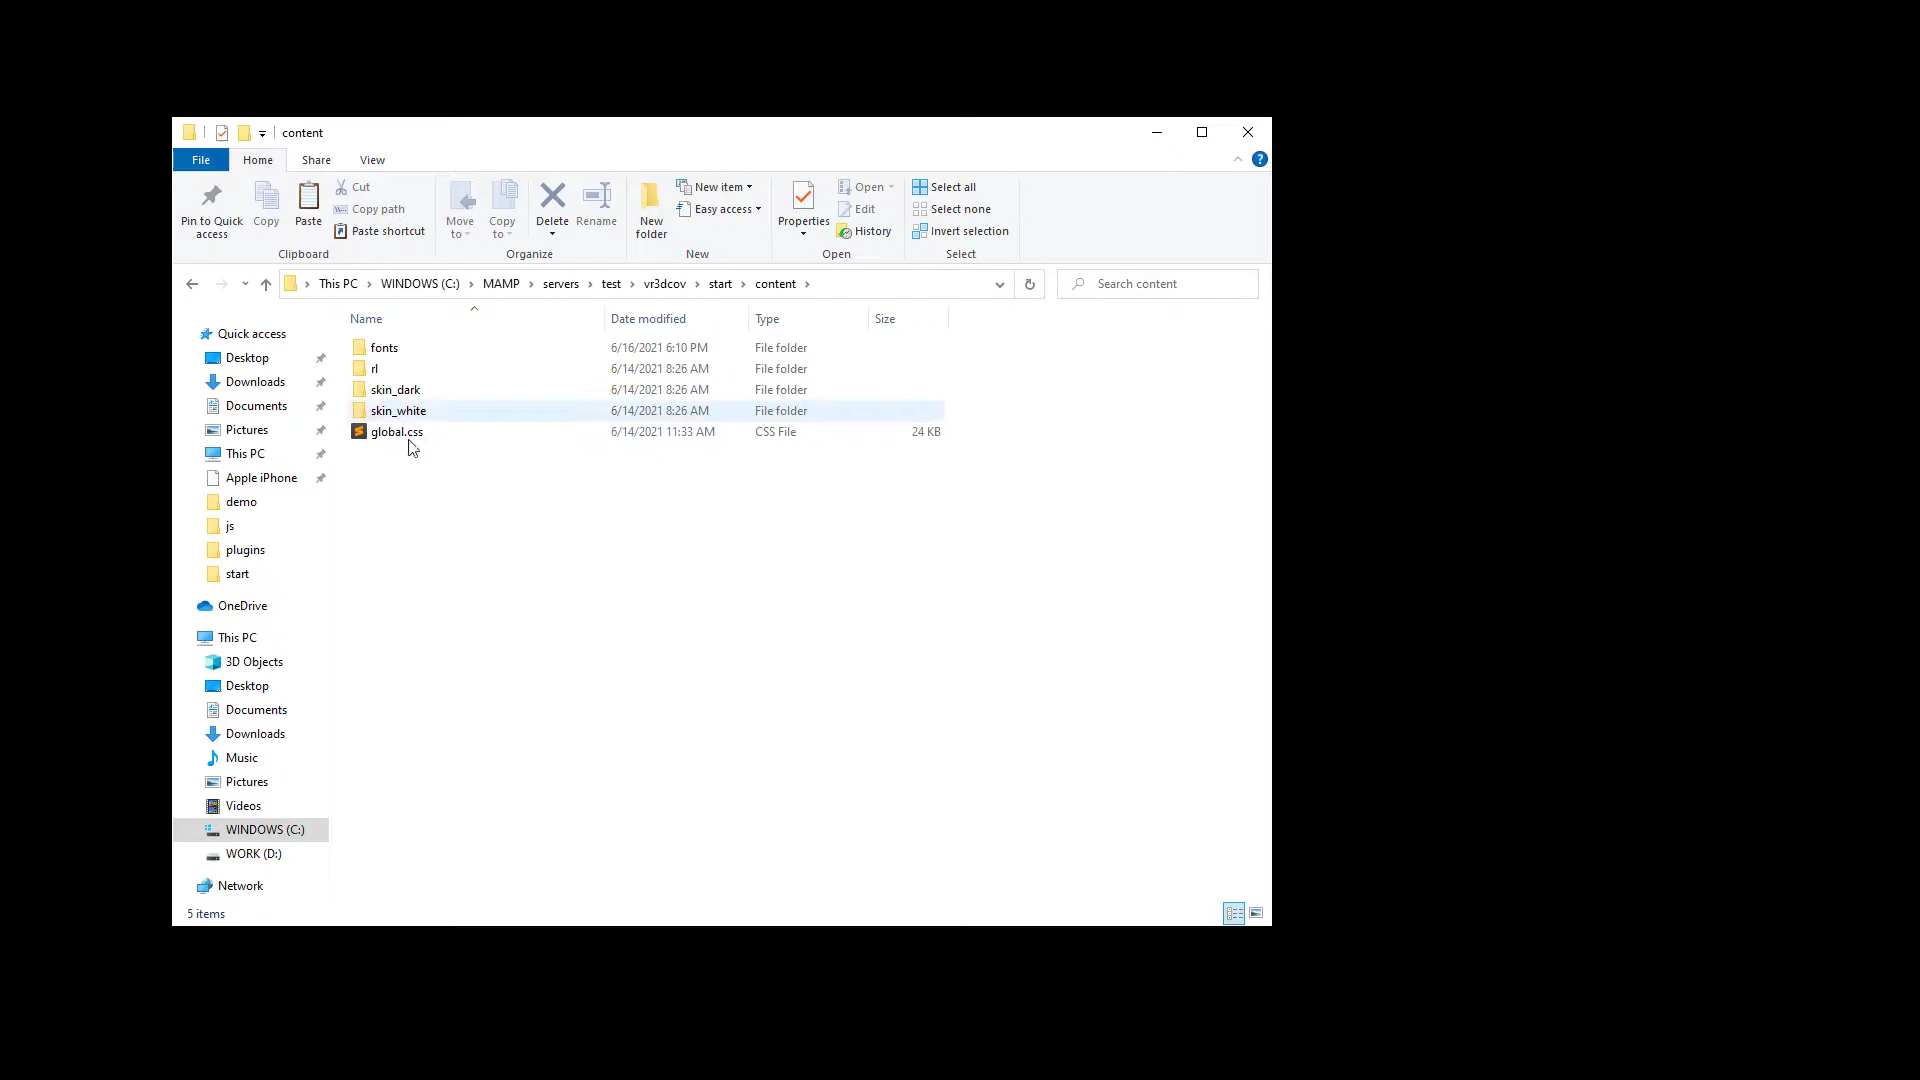 content
File Home Share View
Pin to Quick access
Copy
Paste
Cut
Copy path
Paste shortcut
Clipboard
Move to
Copy to
Delete
Rename
Organize
New folder
New item
Easy access
New
Properties
Open
Edit
History
Open
Select all
Select none
Invert selection
Select
This PC WINDOWS (C:) MAMP servers test vr3dcov start content
Search content
Name Date modified Type Size
fonts 6/16/2021 6:10 PM File folder
rl 6/14/2021 8:26 AM File folder
skin_dark 6/14/2021 8:26 AM File folder
skin_white 6/14/2021 8:26 AM File folder
global.css 6/14/2021 11:33 AM CSS File 24 KB
Quick access
Desktop
Downloads
Documents
Pictures
This PC
Apple iPhone
demo
js
plugins
start
OneDrive
This PC
3D Objects
Desktop
Documents
Downloads
Music
Pictures
Videos
WINDOWS (C:)
WORK (D:)
Network
5 items